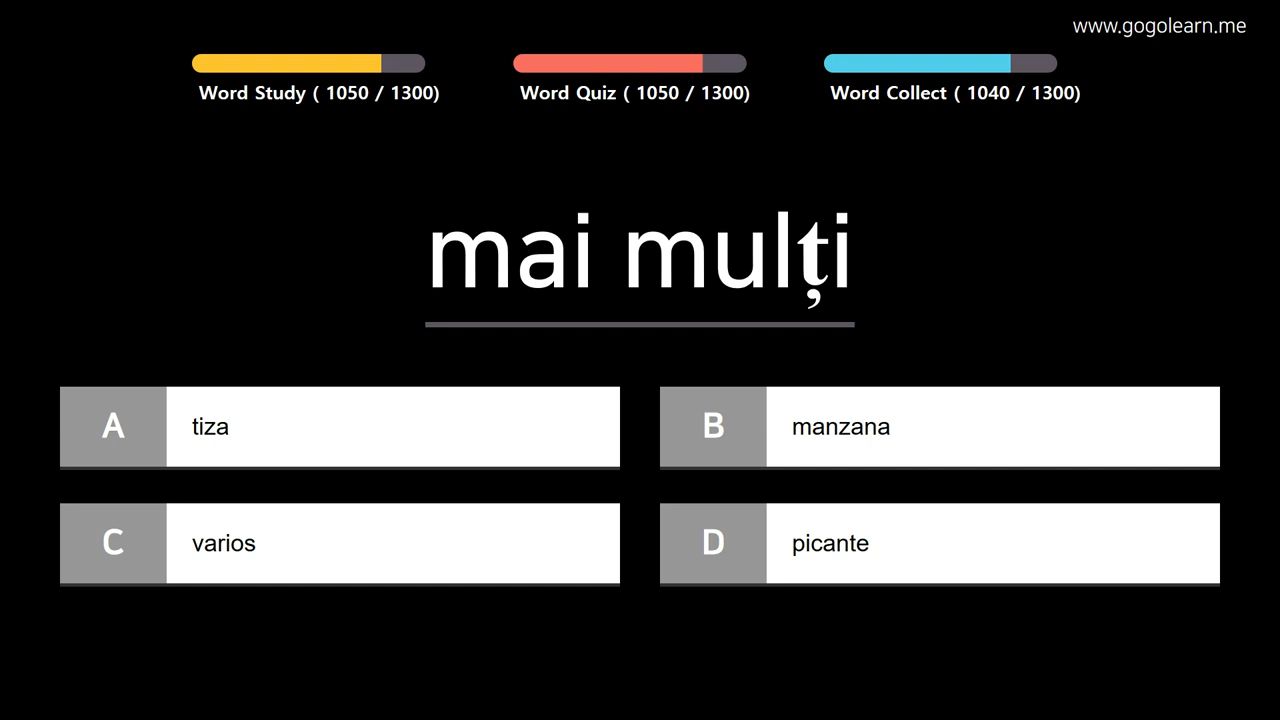 www.gogolearn.me
Word Study ( 1050 / 1300)
Word Quiz ( 1050 / 1300)
Word Collect ( 1040 / 1300)
mai mulți
A tiza
B manzana
C varios
D picante